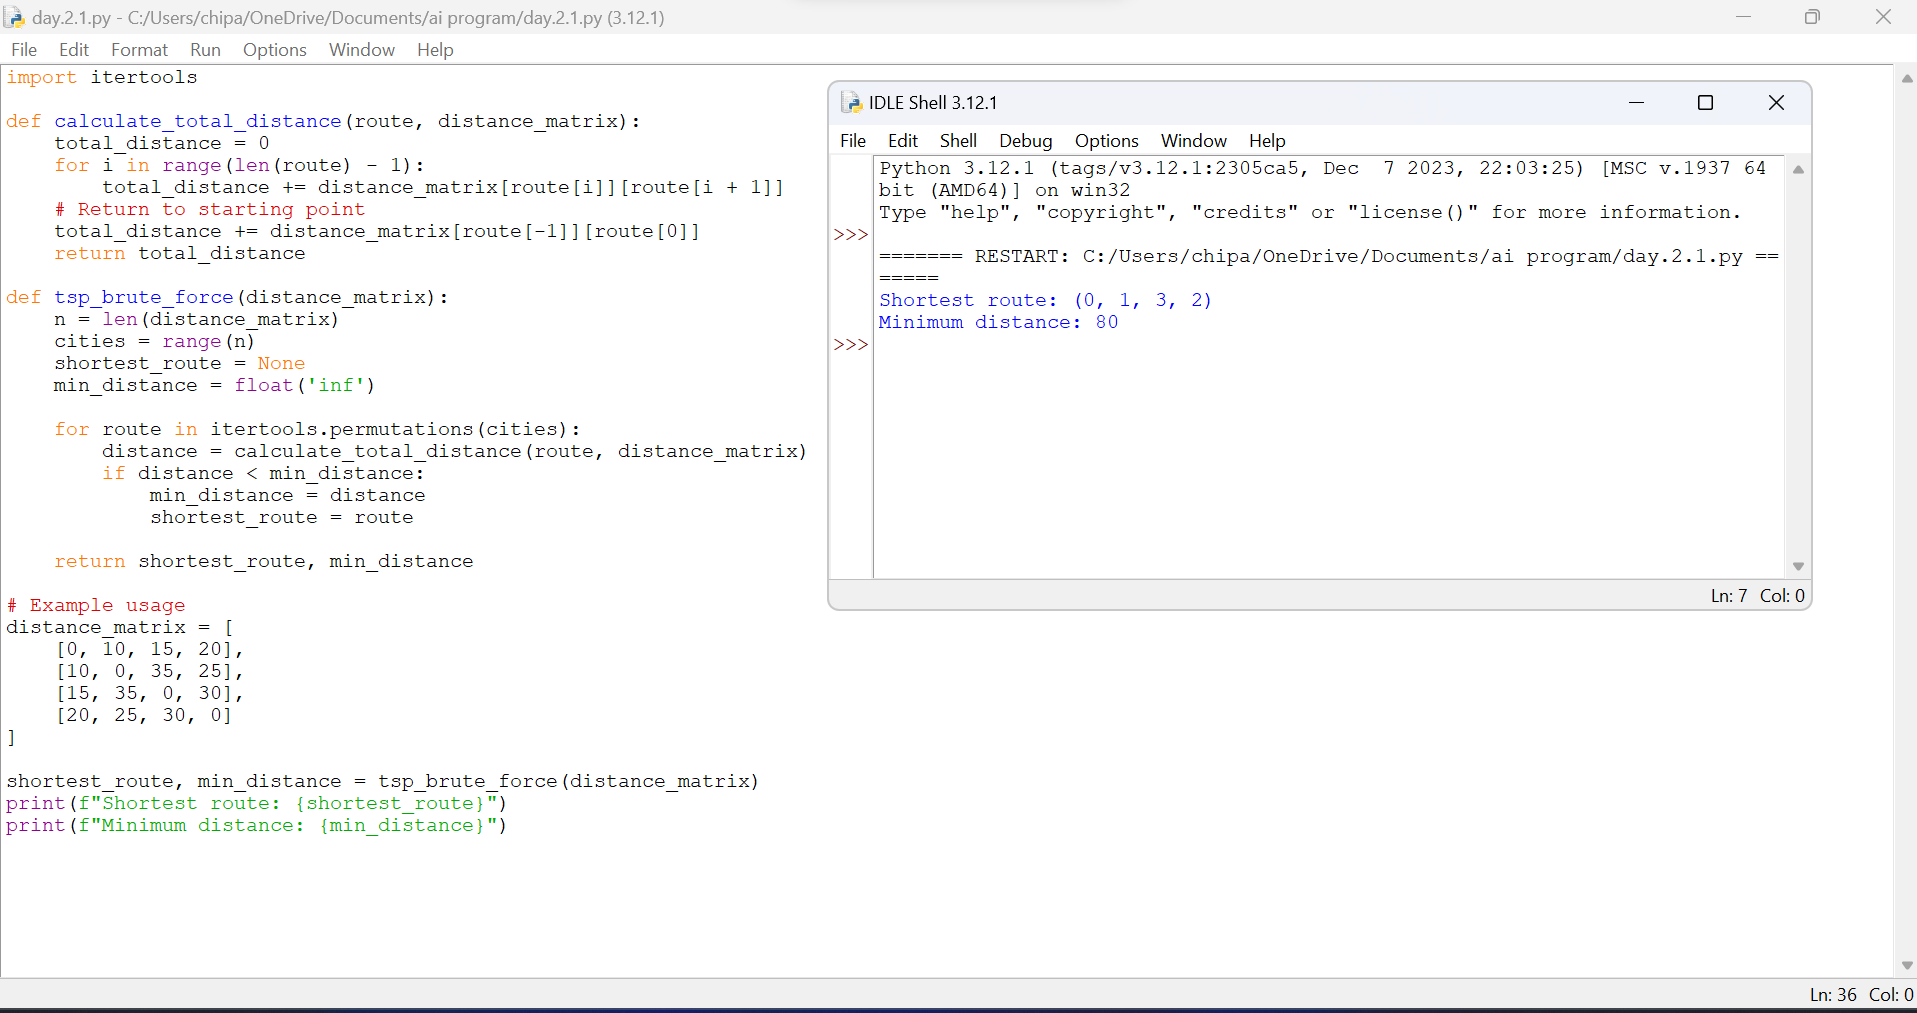 day.2.1.py - C:/Users/chipa/OneDrive/Documents/ai program/day.2.1.py (3.12.1)
File Edit Format Run Options Window Help
import itertools

def calculate_total_distance(route, distance_matrix):
    total_distance = 0
    for i in range(len(route) - 1):
        total_distance += distance_matrix[route[i]][route[i + 1]]
    # Return to starting point
    total_distance += distance_matrix[route[-1]][route[0]]
    return total_distance

def tsp_brute_force(distance_matrix):
    n = len(distance_matrix)
    cities = range(n)
    shortest_route = None
    min_distance = float('inf')

    for route in itertools.permutations(cities):
        distance = calculate_total_distance(route, distance_matrix)
        if distance < min_distance:
            min_distance = distance
            shortest_route = route

    return shortest_route, min_distance

# Example usage
distance_matrix = [
    [0, 10, 15, 20],
    [10, 0, 35, 25],
    [15, 35, 0, 30],
    [20, 25, 30, 0]
]

shortest_route, min_distance = tsp_brute_force(distance_matrix)
print(f"Shortest route: {shortest_route}")
print(f"Minimum distance: {min_distance}")
IDLE Shell 3.12.1
File Edit Shell Debug Options Window Help
Python 3.12.1 (tags/v3.12.1:2305ca5, Dec  7 2023, 22:03:25) [MSC v.1937 64
bit (AMD64)] on win32
Type "help", "copyright", "credits" or "license()" for more information.
>>>
======= RESTART: C:/Users/chipa/OneDrive/Documents/ai program/day.2.1.py ==
=====
Shortest route: (0, 1, 3, 2)
Minimum distance: 80
>>>
Ln: 7 Col: 0
Ln: 36 Col: 0